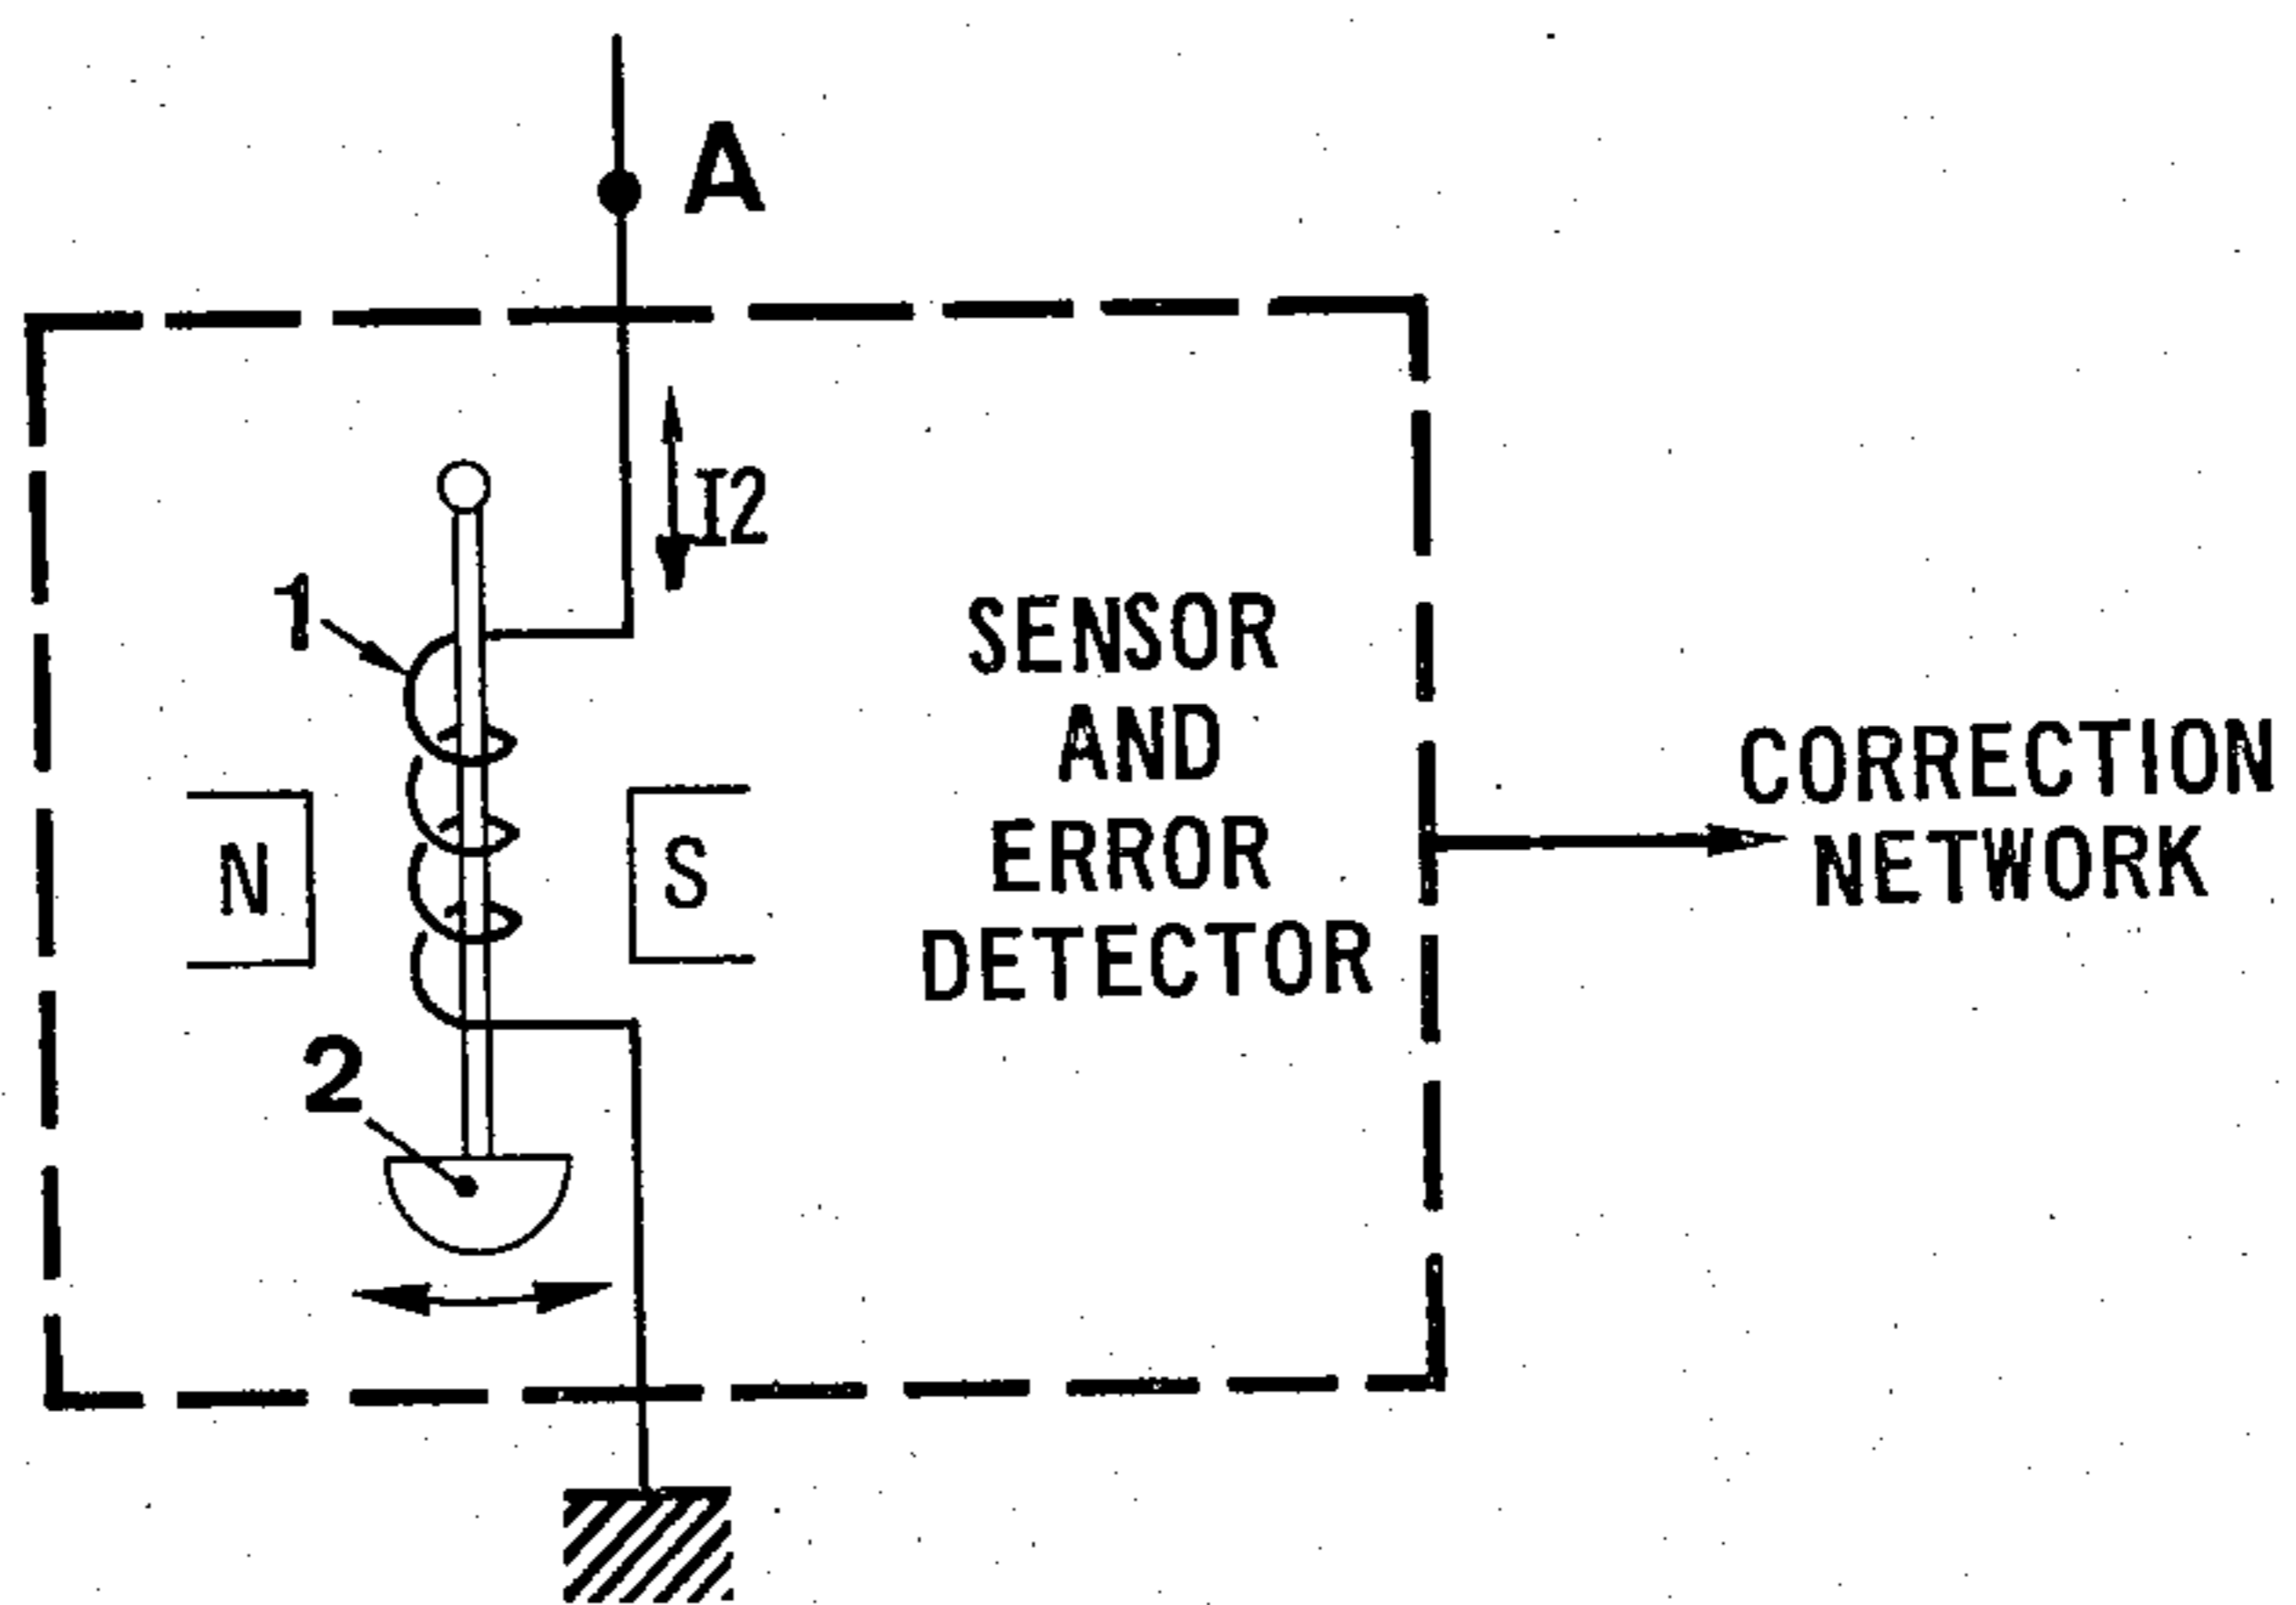 A
I2
1
SENSOR
AND
ERROR
DETECTOR
N
S
CORRECTION
NETWORK
2